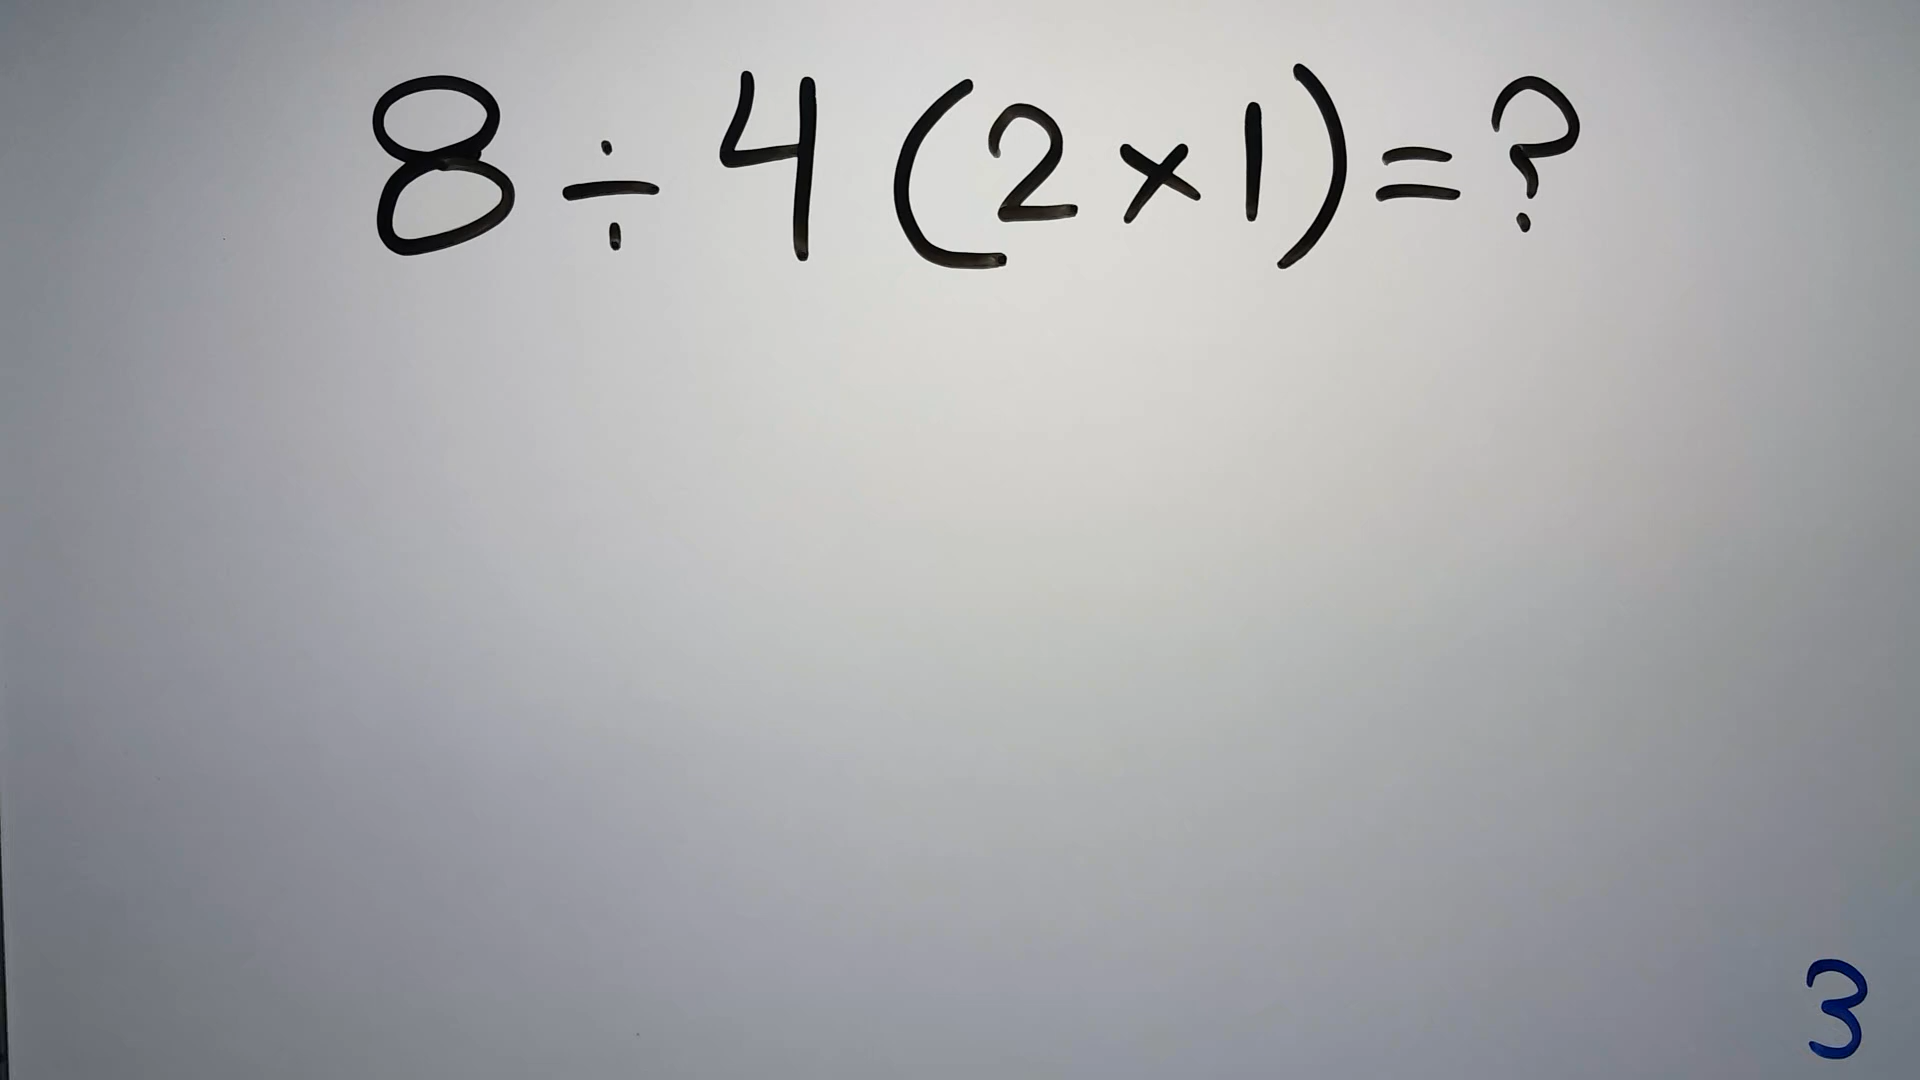 8 ÷ 4 (2 × 1) = ?
3